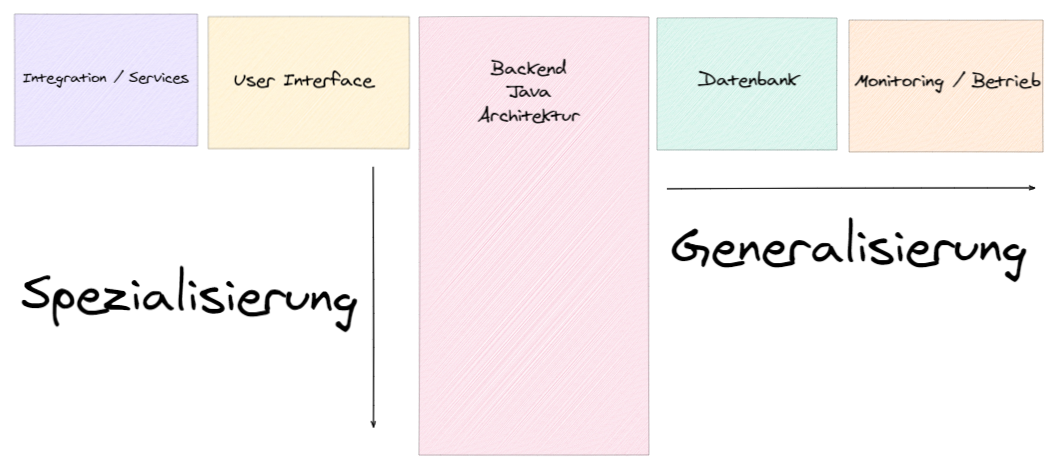 Integration / Services
User Interface
Backend
Java
Architektur
Datenbank
Monitoring / Betrieb
Spezialisierung
Generalisierung